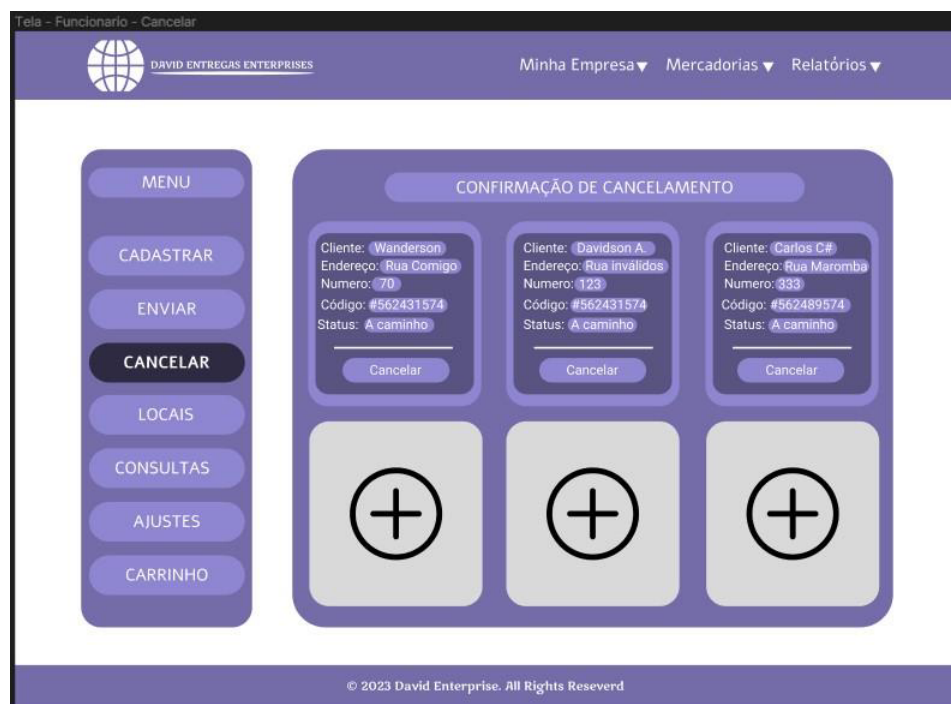 Tela - Funcionario - Cancelar
DAVID ENTREGAS ENTERPRISES
Minha Empresa▼ Mercadorias ▼ Relatórios ▼
MENU
CADASTRAR
ENVIAR
CANCELAR
LOCAIS
CONSULTAS
AJUSTES
CARRINHO
CONFIRMAÇÃO DE CANCELAMENTO
Cliente: Wanderson
Endereço: Rua Comigo
Numero: 70
Código: #562431574
Status: A caminho
Cancelar
Cliente: Davidson A.
Endereço: Rua inválidos
Numero: 123
Código: #562431574
Status: A caminho
Cancelar
Cliente: Carlos C#
Endereço: Rua Maromba
Numero: 333
Código: #562489574
Status: A caminho
Cancelar
© 2023 David Enterprise. All Rights Reseverd